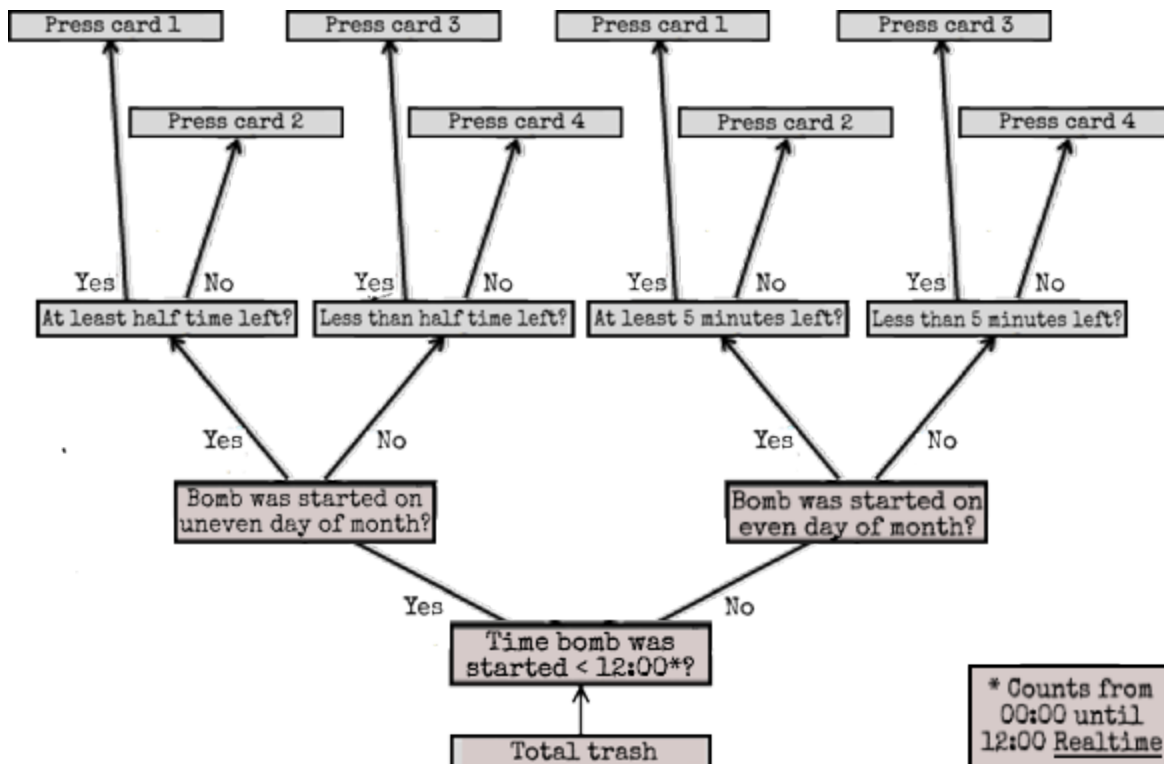 Press card 1
Press card 3
Press card 1
Press card 3
Press card 2
Press card 4
Press card 2
Press card 4
Yes
No
Yes
No
Yes
No
Yes
No
At least half time left?
Less than half time left?
At least 5 minutes left?
Less than 5 minutes left?
Yes
No
Yes
No
Bomb was started on
uneven day of month?
Bomb was started on
even day of month?
Yes
No
Time bomb was
started < 12:00*?
* Counts from
00:00 until
12:00 Realtime
Total trash